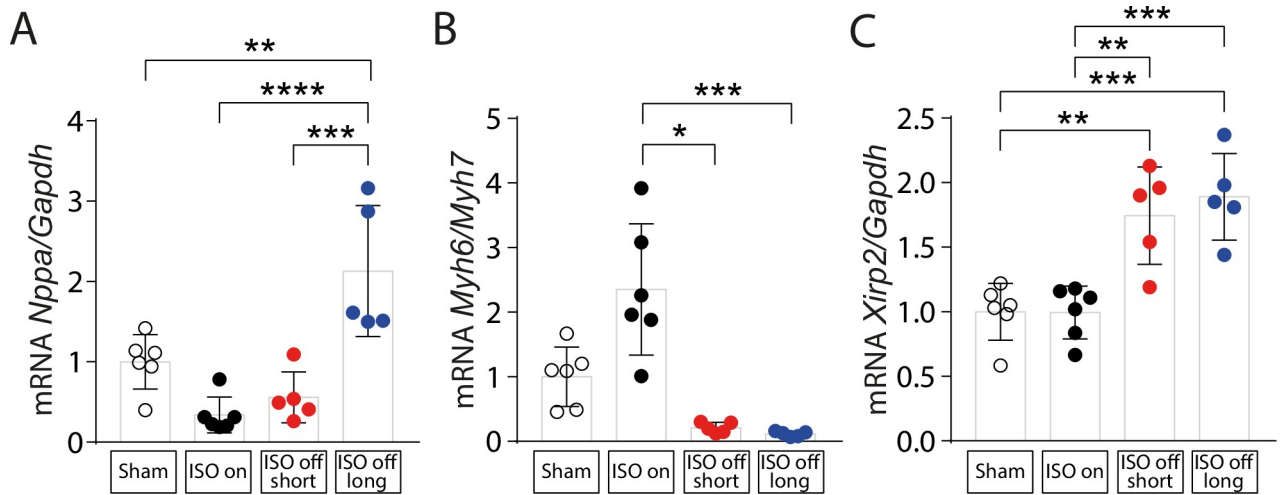 A
mRNA Nppa/Gapdh
4
3
2
1
0
**
****
***
Sham
ISO on
ISO off
short
ISO off
long
B
mRNA Myh6/Myh7
5
4
3
2
1
0
***
*
Sham
ISO on
ISO off
short
ISO off
long
C
mRNA Xirp2/Gapdh
2.5
2.0
1.5
1.0
0.5
0.0
***
**
***
**
Sham
ISO on
ISO off
short
ISO off
long